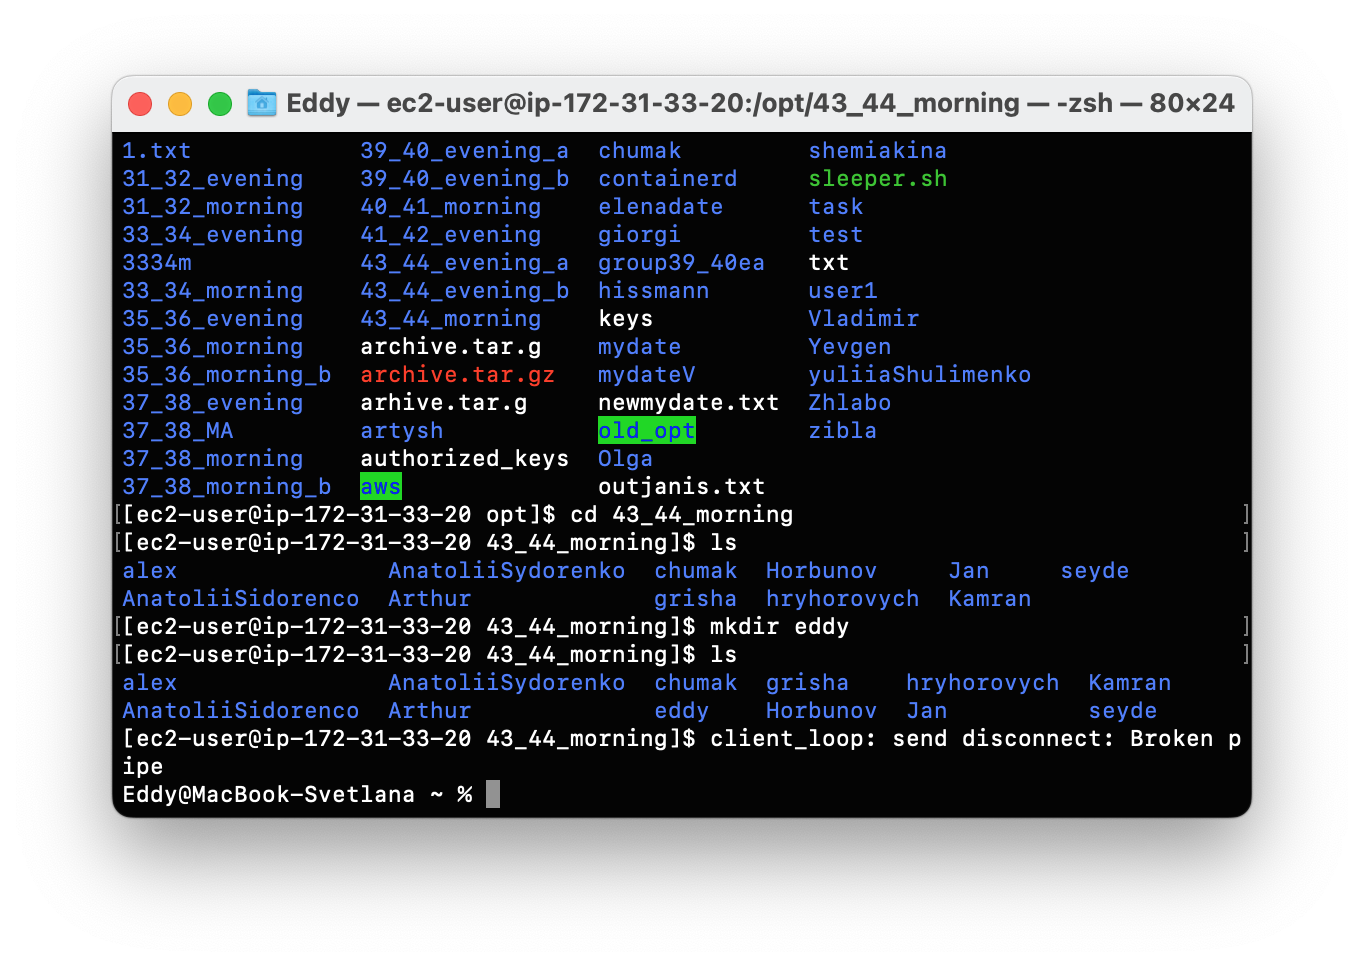 Eddy — ec2-user@ip-172-31-33-20:/opt/43_44_morning — -zsh — 80×24
1.txt 39_40_evening_a chumak shemiakina
31_32_evening 39_40_evening_b containerd sleeper.sh
31_32_morning 40_41_morning elenadate task
33_34_evening 41_42_evening giorgi test
3334m 43_44_evening_a group39_40ea txt
33_34_morning 43_44_evening_b hissmann user1
35_36_evening 43_44_morning keys Vladimir
35_36_morning archive.tar.g mydate Yevgen
35_36_morning_b archive.tar.gz mydateV yuliiaShulimenko
37_38_evening arhive.tar.g newmydate.txt Zhlabo
37_38_MA artysh old_opt zibla
37_38_morning authorized_keys Olga
37_38_morning_b aws outjanis.txt
[[ec2-user@ip-172-31-33-20 opt]$ cd 43_44_morning ]
[[ec2-user@ip-172-31-33-20 43_44_morning]$ ls ]
alex AnatoliiSydorenko chumak Horbunov Jan seyde
AnatoliiSidorenco Arthur grisha hryhorovych Kamran
[[ec2-user@ip-172-31-33-20 43_44_morning]$ mkdir eddy ]
[[ec2-user@ip-172-31-33-20 43_44_morning]$ ls ]
alex AnatoliiSydorenko chumak grisha hryhorovych Kamran
AnatoliiSidorenco Arthur eddy Horbunov Jan seyde
[ec2-user@ip-172-31-33-20 43_44_morning]$ client_loop: send disconnect: Broken p
ipe
Eddy@MacBook-Svetlana ~ %